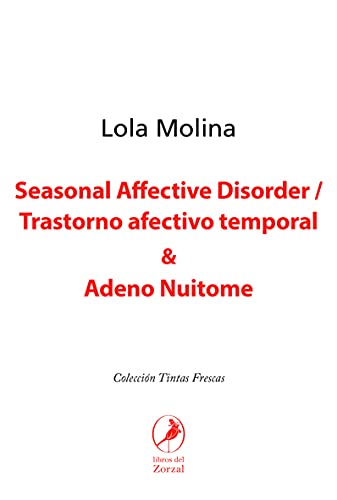 Lola Molina
Seasonal Affective Disorder /
Trastorno afectivo temporal
&
Adeno Nuitome
Colección Tintas Frescas
libros del
Zorzal